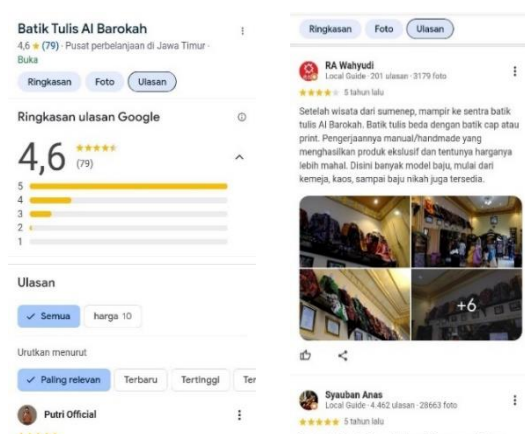 Batik Tulis Al Barokah
4,6 ★ (79) · Pusat perbelanjaan di Jawa Timur ·
Buka
Ringkasan Foto Ulasan
Ringkasan ulasan Google
4,6
(79)
5
4
3
2
1
Ulasan
✓ Semua
harga 10
Urutkan menurut
✓ Paling relevan
Terbaru
Tertinggi
Ter
Putri Official
Ringkasan Foto Ulasan
RA Wahyudi
Local Guide · 201 ulasan · 3179 foto
5 tahun lalu
Setelah wisata dari sumenep, mampir ke sentra batik
tulis Al Barokah. Batik tulis beda dengan batik cap atau
print. Pengerjaannya manual/handmade yang
menghasilkan produk ekslusif dan tentunya harganya
lebih mahal. Disini banyak model baju, mulai dari
kemeja, kaos, sampai baju nikah juga tersedia.
+6
Syauban Anas
Local Guide · 4.462 ulasan · 28663 foto
5 tahun lalu